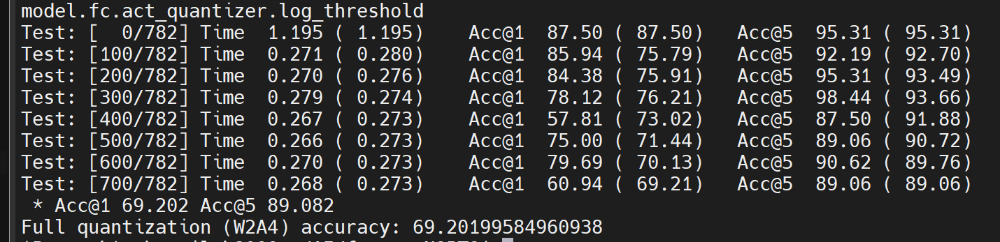 model.fc.act_quantizer.log_threshold
Test: [  0/782] Time  1.195 ( 1.195)    Acc@1  87.50 ( 87.50)   Acc@5  95.31 ( 95.31)
Test: [100/782] Time  0.271 ( 0.280)    Acc@1  85.94 ( 75.79)   Acc@5  92.19 ( 92.70)
Test: [200/782] Time  0.270 ( 0.276)    Acc@1  84.38 ( 75.91)   Acc@5  95.31 ( 93.49)
Test: [300/782] Time  0.279 ( 0.274)    Acc@1  78.12 ( 76.21)   Acc@5  98.44 ( 93.66)
Test: [400/782] Time  0.267 ( 0.273)    Acc@1  57.81 ( 73.02)   Acc@5  87.50 ( 91.88)
Test: [500/782] Time  0.266 ( 0.273)    Acc@1  75.00 ( 71.44)   Acc@5  89.06 ( 90.72)
Test: [600/782] Time  0.270 ( 0.273)    Acc@1  79.69 ( 70.13)   Acc@5  90.62 ( 89.76)
Test: [700/782] Time  0.268 ( 0.273)    Acc@1  60.94 ( 69.21)   Acc@5  89.06 ( 89.06)
 * Acc@1 69.202 Acc@5 89.082
Full quantization (W2A4) accuracy: 69.20199584960938